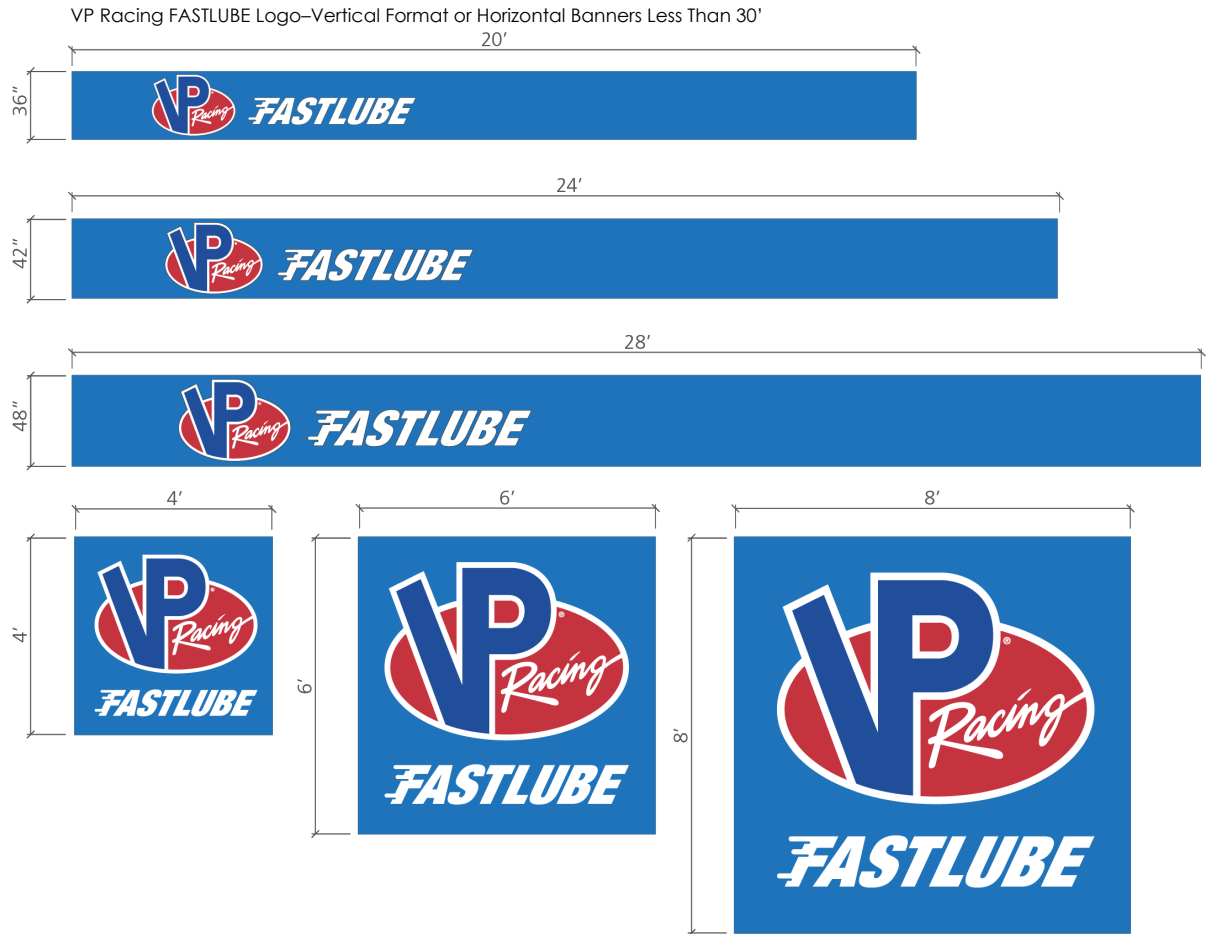 VP Racing FASTLUBE Logo–Vertical Format or Horizontal Banners Less Than 30’
20’
36”
VP Racing FASTLUBE
24’
42”
VP Racing FASTLUBE
28’
48”
VP Racing FASTLUBE
4’
4’
VP ®
Racing
FASTLUBE
6’
6’
VP ®
Racing
FASTLUBE
8’
8’
VP ®
Racing
FASTLUBE